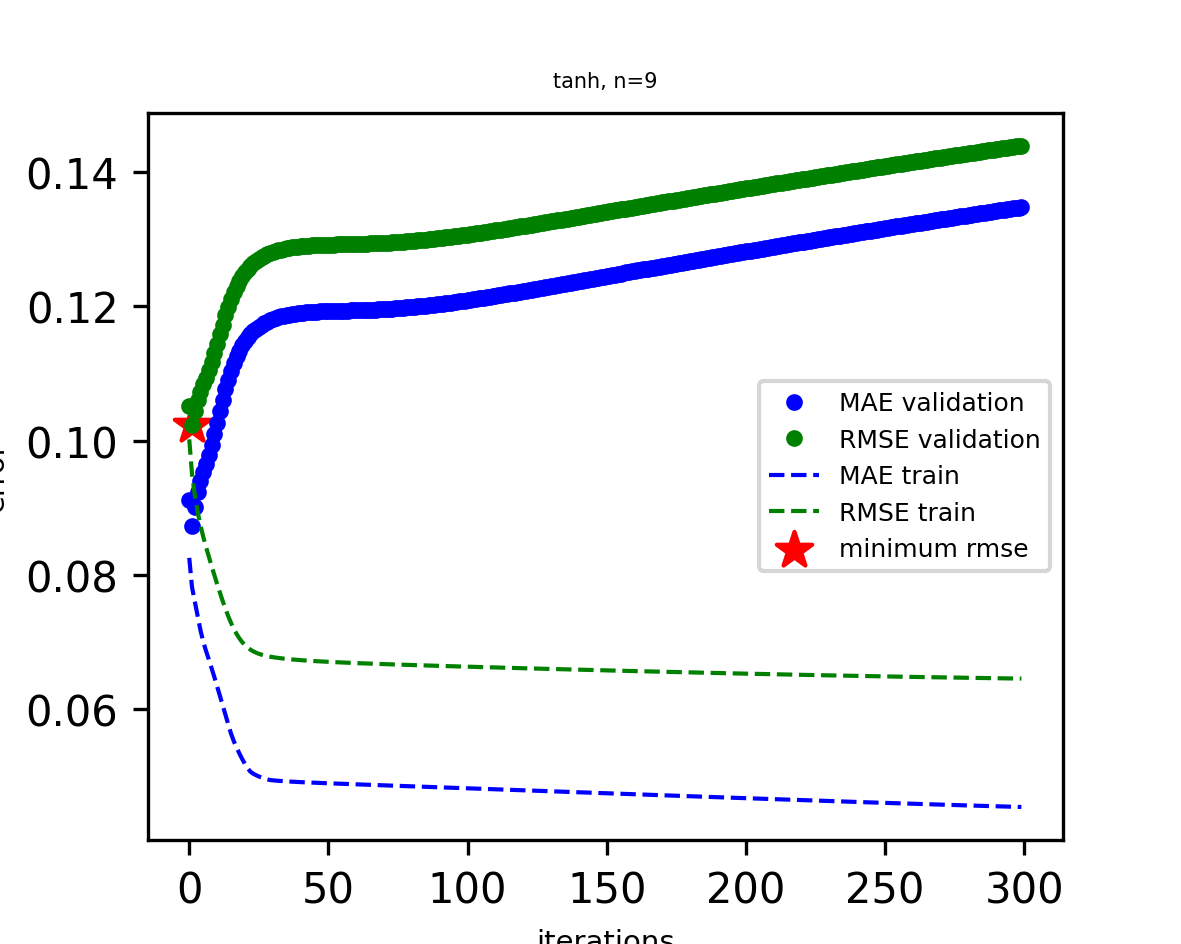 tanh, n=9
0.14
0.12
0.10
0.08
0.06
MAE validation
RMSE validation
MAE train
RMSE train
minimum rmse
0 50 100 150 200 250 300
iterations